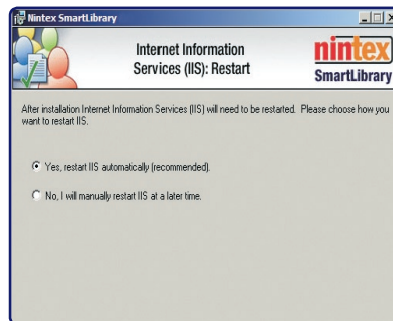 Nintex SmartLibrary
Internet Information
Services (IIS): Restart
nintex
SmartLibrary
After installation Internet Information Services (IIS) will need to be restarted. Please choose how you
want to restart IIS.
Yes, restart IIS automatically (recommended).
No, I will manually restart IIS at a later time.